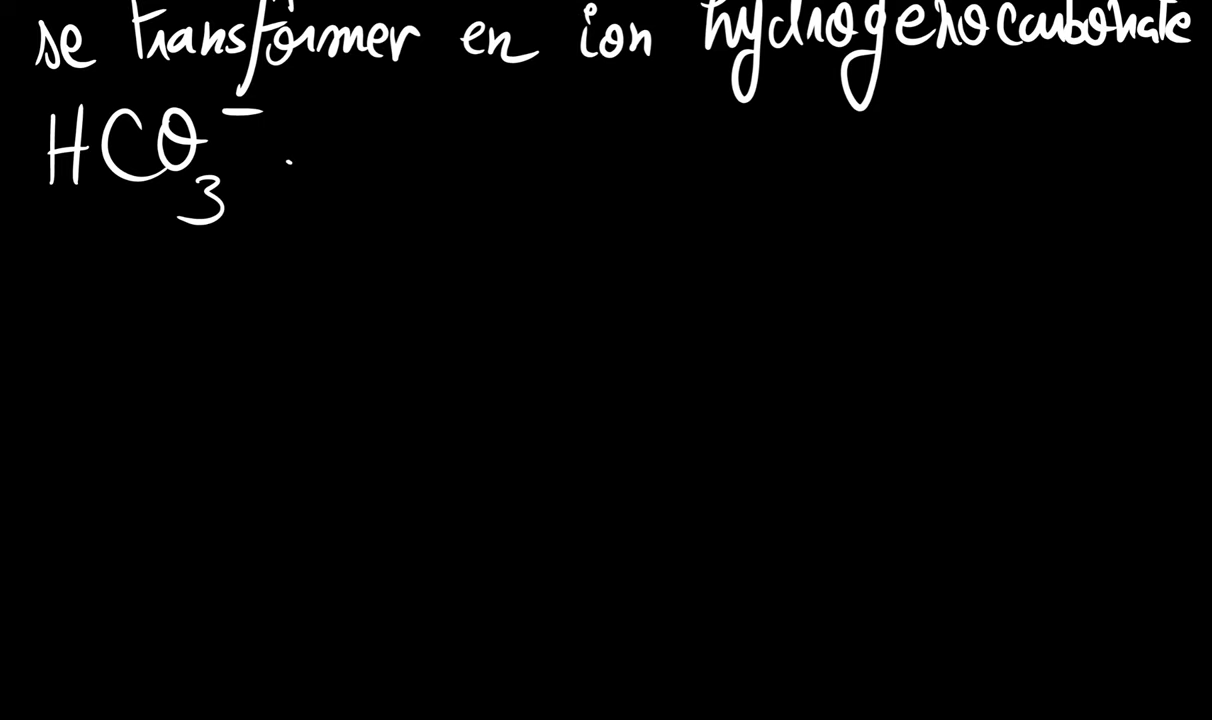 se transformer en ion hydrogénocarbonate
HCO₃⁻.